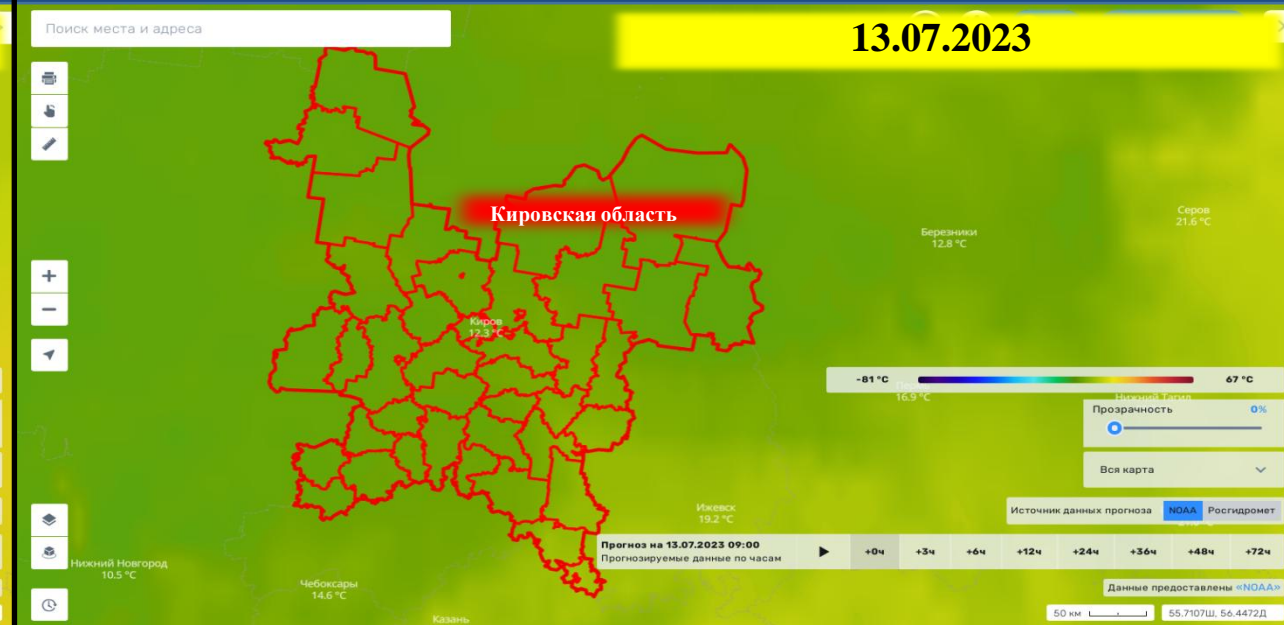 Поиск места и адреса
13.07.2023
Кировская область
Серов
21.6 °C
Березники
12.8 °C
Киров
12.3 °C
-81 °C
67 °C
16.9 °C
Нижний Тагил
Прозрачность
0%
Вся карта
Ижевск
19.2 °C
Источник данных прогноза
NOAA
Росгидромет
Прогноз на 13.07.2023 09:00
Прогнозируемые данные по часам
+0ч
+3ч
+6ч
+12ч
+24ч
+36ч
+48ч
+72ч
Нижний Новгород
10.5 °C
Чебоксары
14.6 °C
Данные предоставлены «NOAA»
Казань
50 км
55.7107Ш, 56.4472Д